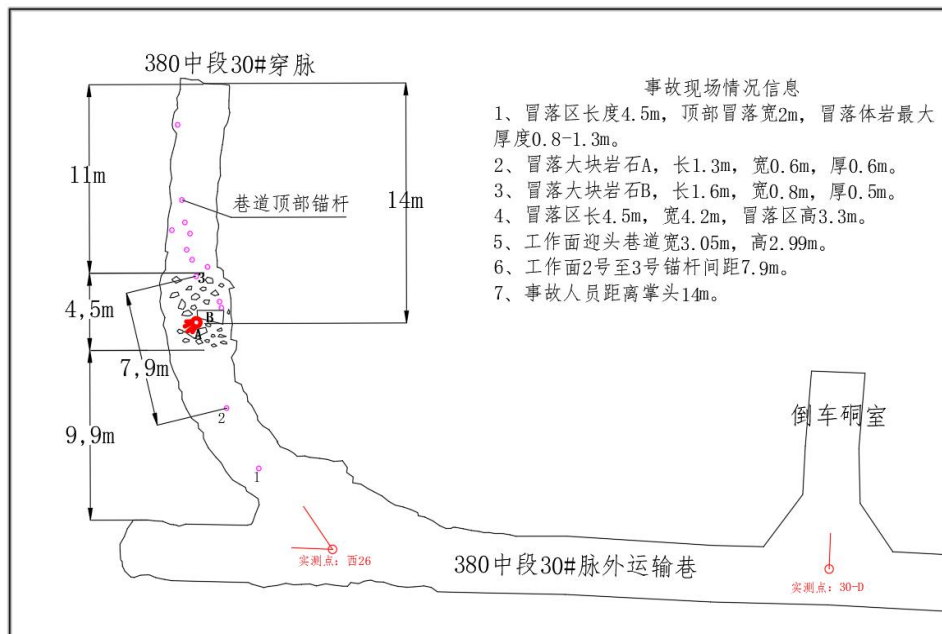 380中段30#穿脉
事故现场情况信息
1、冒落区长度4.5m，顶部冒落宽2m，冒落体岩最大
厚度0.8-1.3m。
2、冒落大块岩石A，长1.3m，宽0.6m，厚0.6m。
3、冒落大块岩石B，长1.6m，宽0.8m，厚0.5m。
4、冒落区长4.5m，宽4.2m，冒落区高3.3m。
5、工作面迎头巷道宽3.05m，高2.99m。
6、工作面2号至3号锚杆间距7.9m。
7、事故人员距离掌头14m。
11m
巷道顶部锚杆
14m
3
4,5m
B
A
7,9m
2
9,9m
1
倒车硐室
实测点：西26
380中段30#脉外运输巷
实测点：30-D